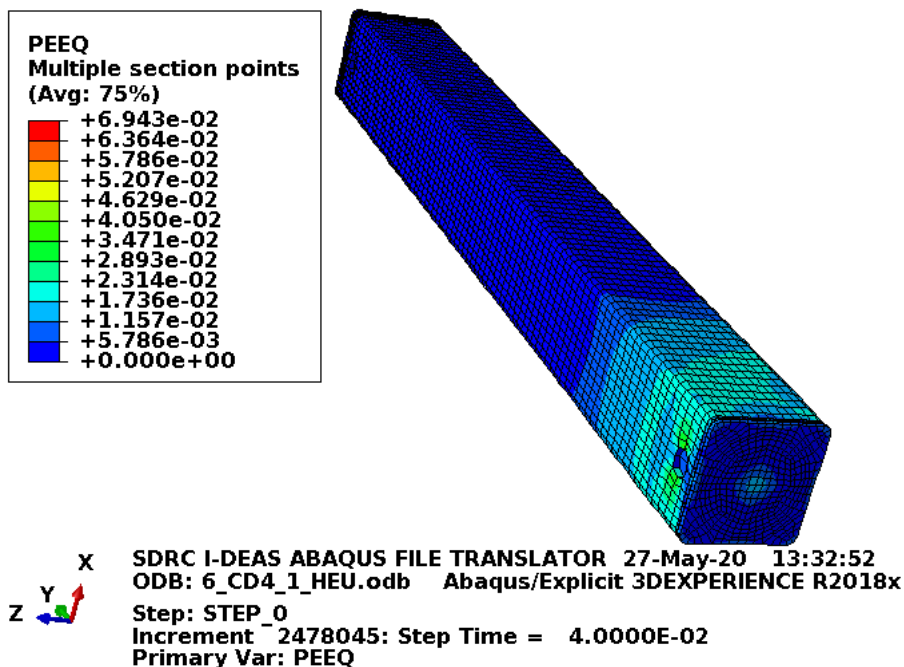 PEEQ
Multiple section points
(Avg: 75%)
+6.943e-02
+6.364e-02
+5.786e-02
+5.207e-02
+4.629e-02
+4.050e-02
+3.471e-02
+2.893e-02
+2.314e-02
+1.736e-02
+1.157e-02
+5.786e-03
+0.000e+00
X
Y
Z
SDRC I-DEAS ABAQUS FILE TRANSLATOR 27-May-20 13:32:52
ODB: 6_CD4_1_HEU.odb Abaqus/Explicit 3DEXPERIENCE R2018x
Step: STEP_0
Increment 2478045: Step Time = 4.0000E-02
Primary Var: PEEQ